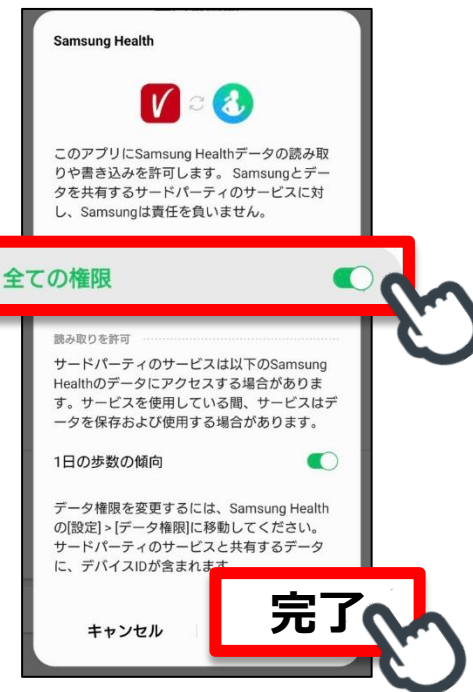 Samsung Health
このアプリにSamsung Healthデータの読み取
りや書き込みを許可します。 Samsungとデー
タを共有するサードパーティのサービスに対
し、Samsungは責任を負いません。
全ての権限
読み取りを許可
サードパーティのサービスは以下のSamsung
Healthのデータにアクセスする場合がありま
す。サービスを使用している間、サービスはデ
ータを保存および使用する場合があります。
1日の歩数の傾向
データ権限を変更するには、Samsung Health
の[設定] > [データ権限]に移動してください。
サードパーティのサービスと共有するデータ
に、デバイスIDが含まれます
キャンセル
完了